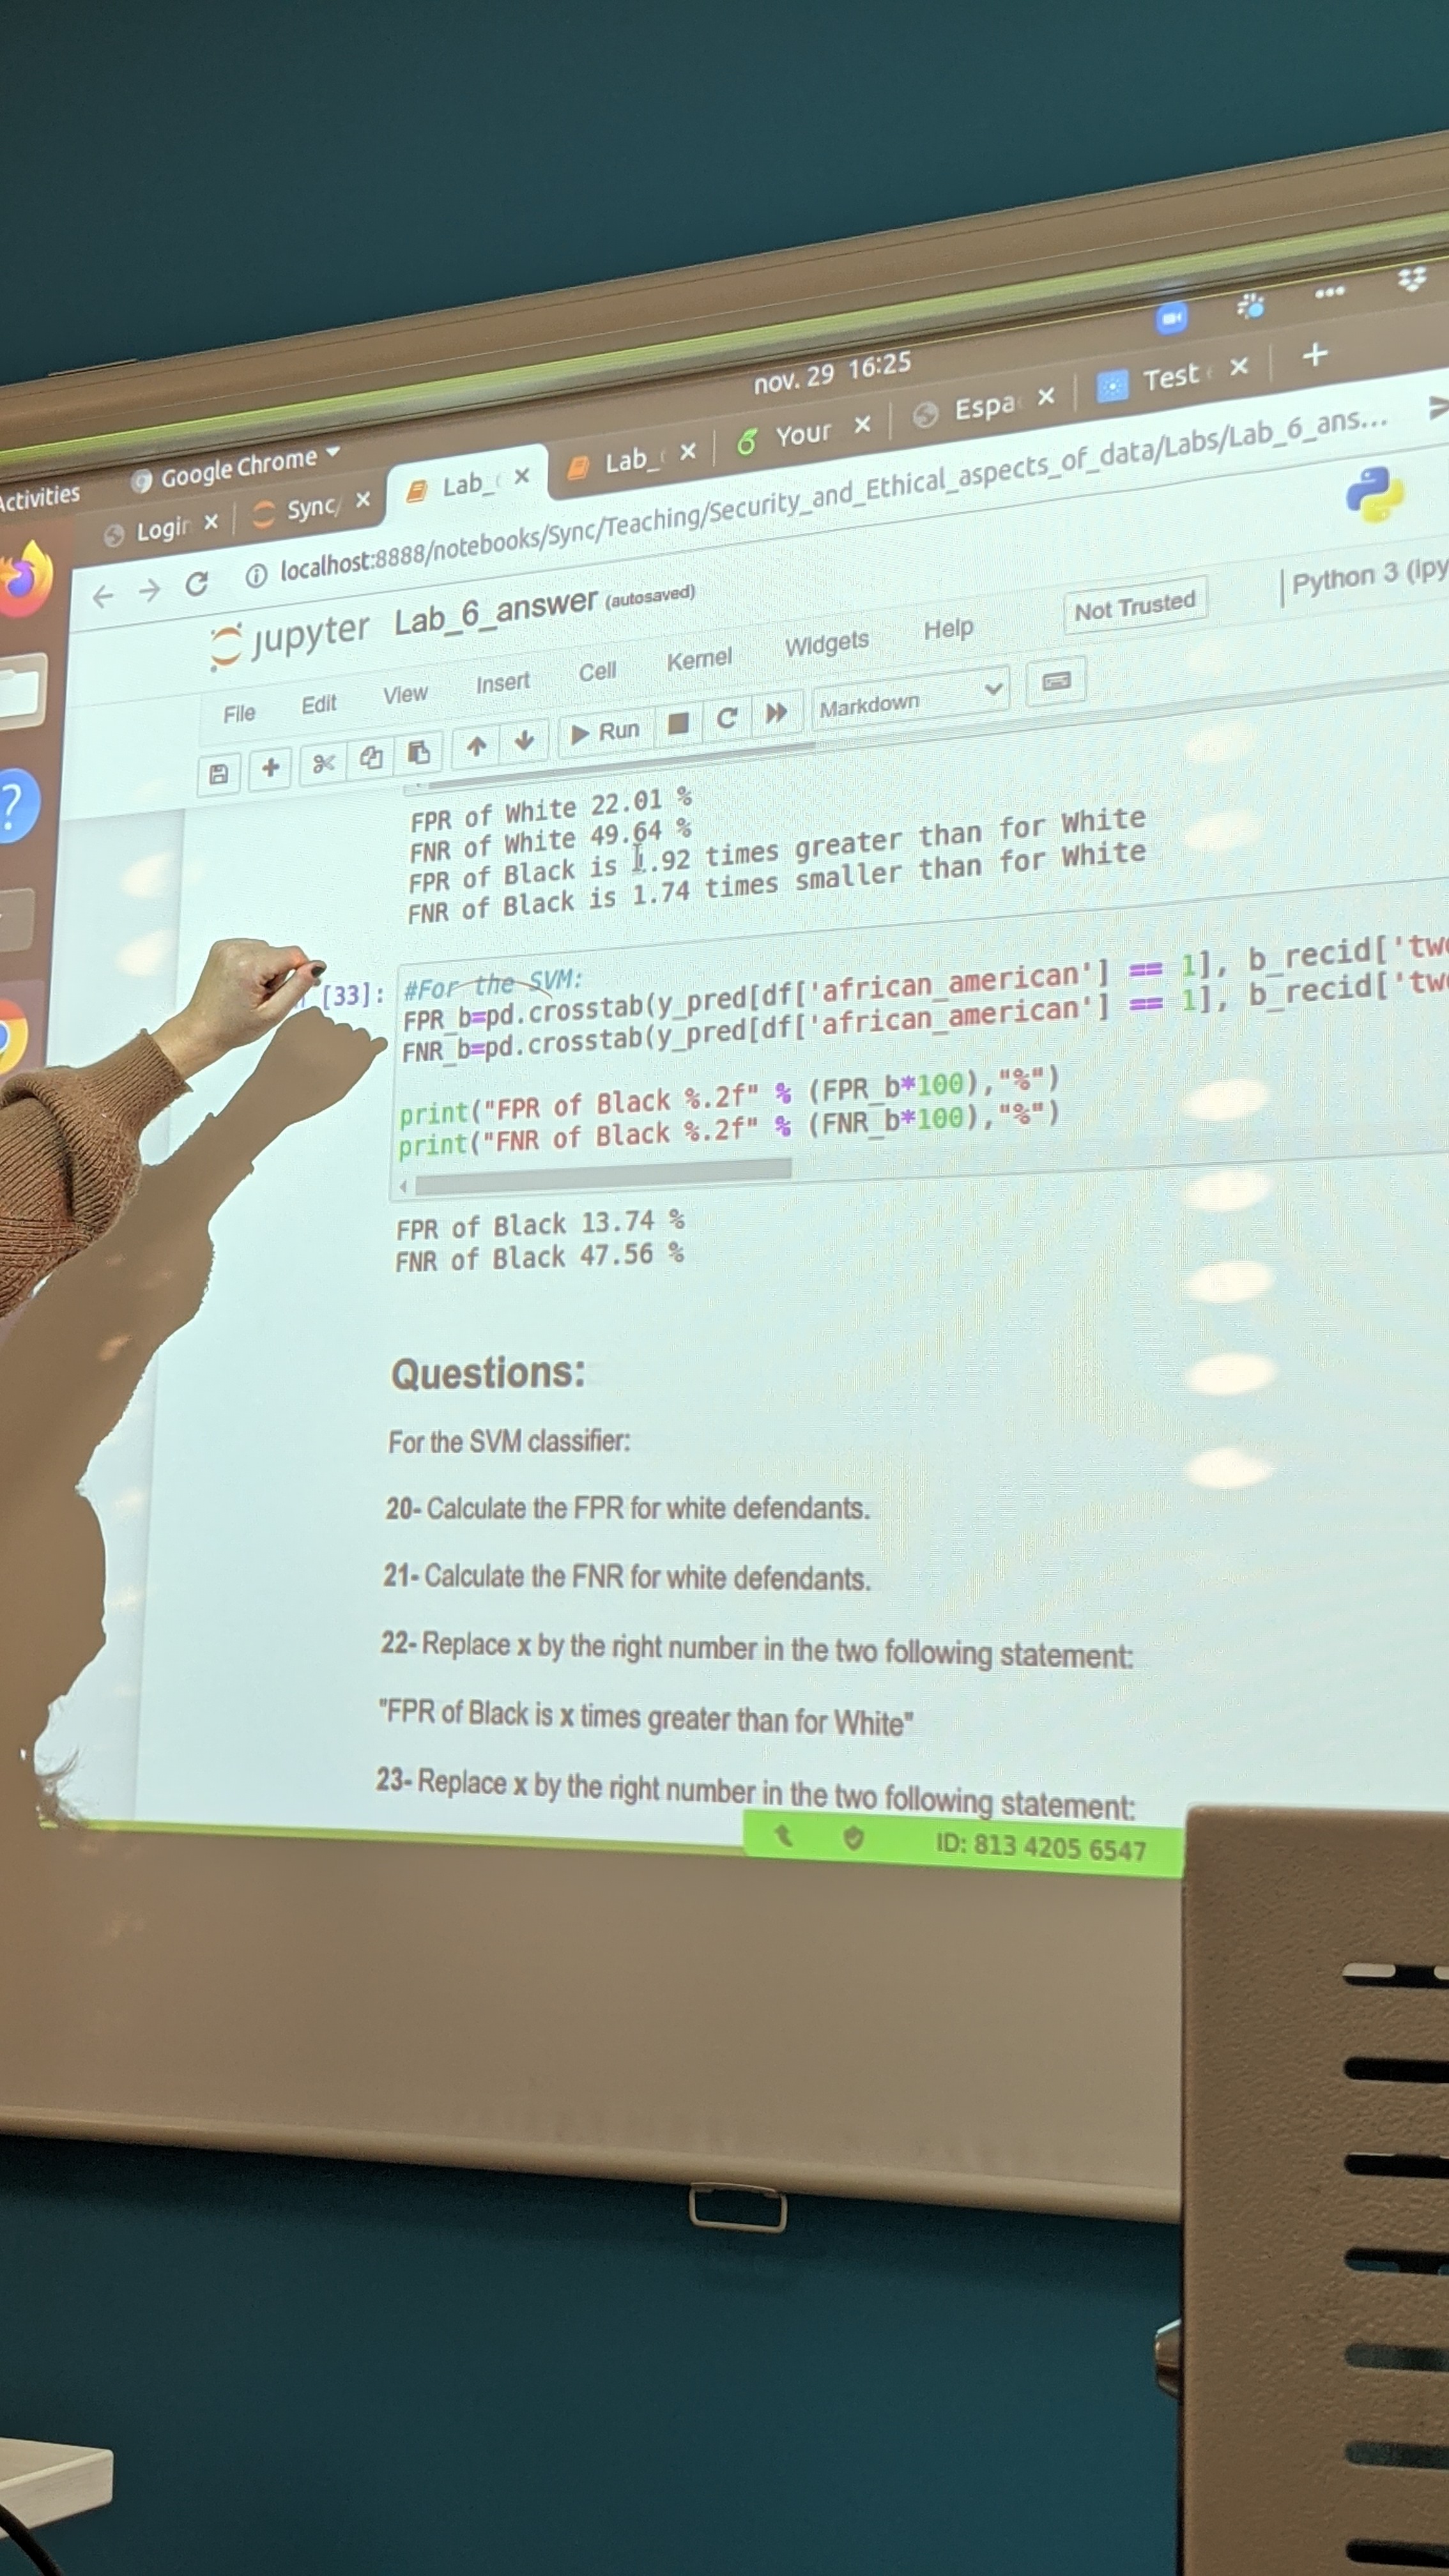 nov. 29 16:25
Activities
Google Chrome
Login
Sync/
Lab_
Lab_
Your
Espa
Test
localhost:8888/notebooks/Sync/Teaching/Security_and_Ethical_aspects_of_data/Labs/Lab_6_ans...
jupyter Lab_6_answer (autosaved)
File Edit View Insert Cell Kernel Widgets Help
Not Trusted
Python 3 (ipy
Run
Markdown
FPR of White 22.01 %
FNR of White 49.64 %
FPR of Black is 1.92 times greater than for White
FNR of Black is 1.74 times smaller than for White
[33]:
#For the SVM:
FPR_b=pd.crosstab(y_pred[df['african_american'] == 1], b_recid['tw
FNR_b=pd.crosstab(y_pred[df['african_american'] == 1], b_recid['tw
print("FPR of Black %.2f" % (FPR_b*100),"%")
print("FNR of Black %.2f" % (FNR_b*100),"%")
FPR of Black 13.74 %
FNR of Black 47.56 %
Questions:
For the SVM classifier:
20- Calculate the FPR for white defendants.
21- Calculate the FNR for white defendants.
22- Replace x by the right number in the two following statement:
"FPR of Black is x times greater than for White"
23- Replace x by the right number in the two following statement:
ID: 813 4205 6547